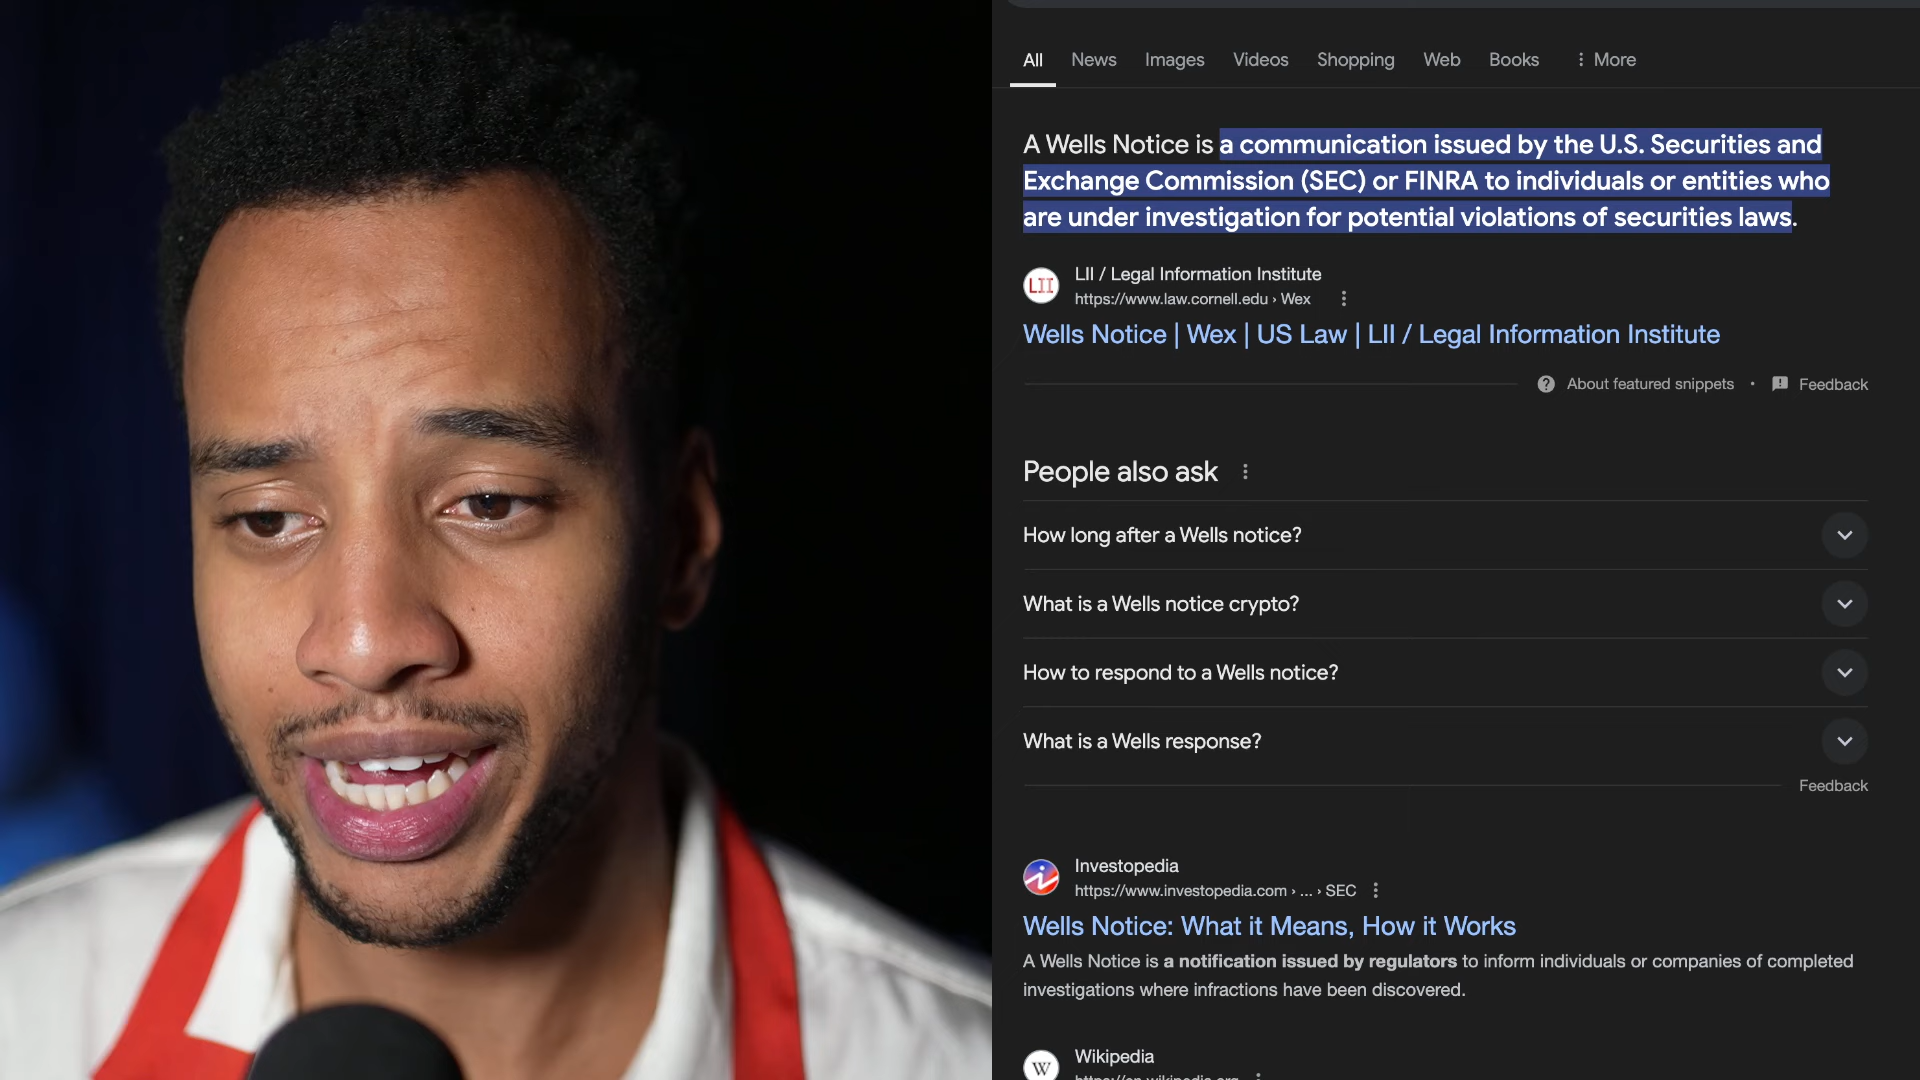 All News Images Videos Shopping Web Books More
A Wells Notice is a communication issued by the U.S. Securities and
Exchange Commission (SEC) or FINRA to individuals or entities who
are under investigation for potential violations of securities laws.
LII
LII / Legal Information Institute
https://www.law.cornell.edu › Wex
Wells Notice | Wex | US Law | LII / Legal Information Institute
About featured snippets • Feedback
People also ask
How long after a Wells notice?
What is a Wells notice crypto?
How to respond to a Wells notice?
What is a Wells response?
Feedback
Investopedia
https://www.investopedia.com › ... › SEC
Wells Notice: What it Means, How it Works
A Wells Notice is a notification issued by regulators to inform individuals or companies of completed
investigations where infractions have been discovered.
W
Wikipedia
https://en.wikipedia.org